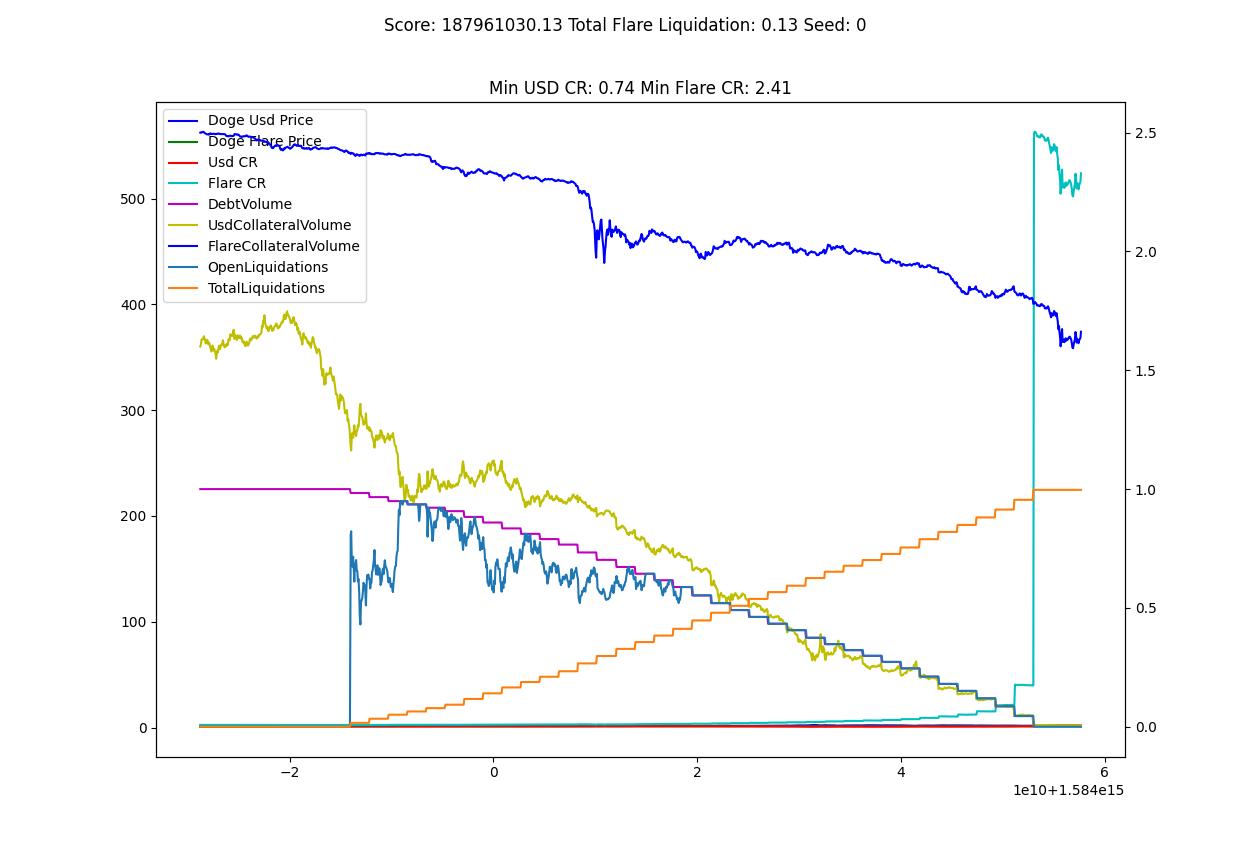 Score: 187961030.13 Total Flare Liquidation: 0.13 Seed: 0
Min USD CR: 0.74 Min Flare CR: 2.41
Doge Usd Price
Doge Flare Price
Usd CR
Flare CR
DebtVolume
UsdCollateralVolume
FlareCollateralVolume
OpenLiquidations
TotalLiquidations
500
400
300
200
100
0
2.5
2.0
1.5
1.0
0.5
0.0
−2
0
2
4
6
1e10+1.584e15